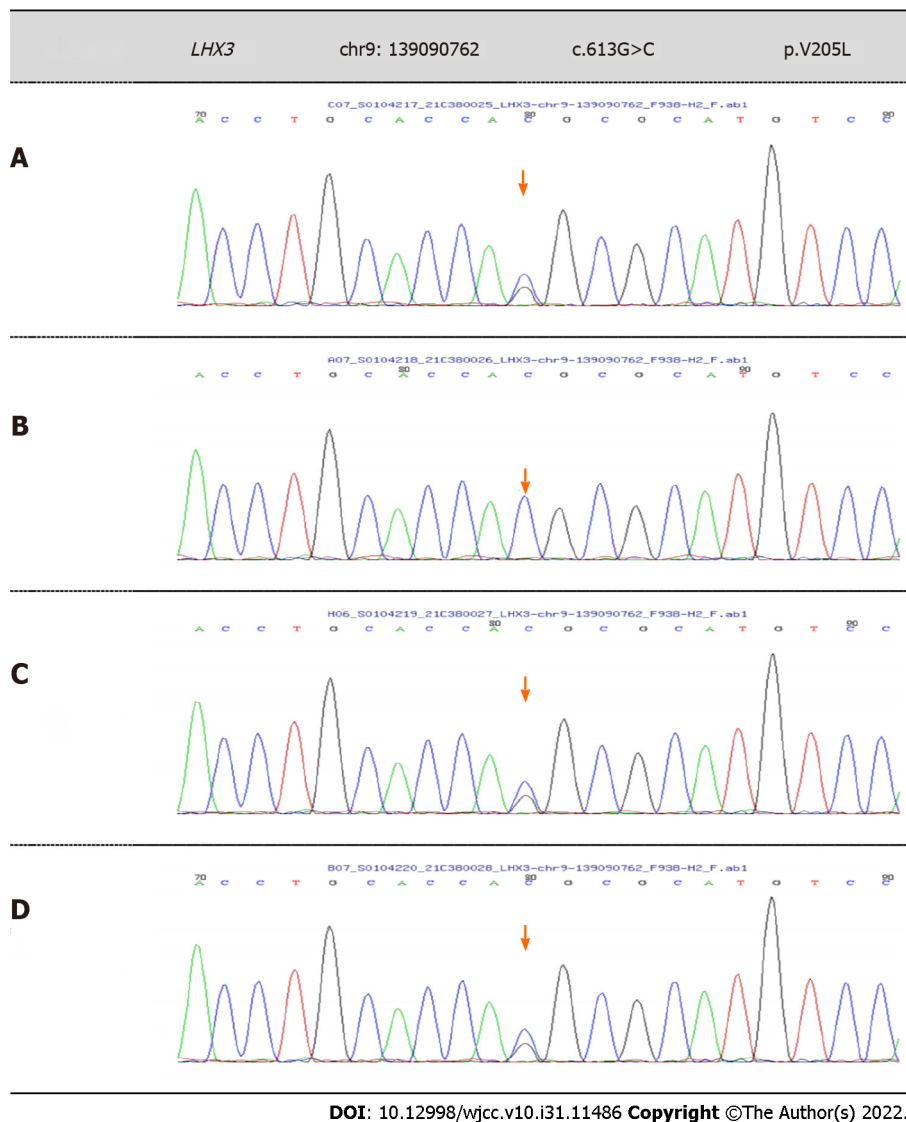 LHX3 chr9: 139090762 c.613G>C p.V205L
C07_S0104217_21C380025_LHX3-chr9-139090762_F938-H2_F.ab1
70 80 90
A C C T G C A C C A C G C G C A T G T C C
A
A07_S0104218_21C380026_LHX3-chr9-139090762_F938-H2_F.ab1
80 90
A C C T G C A C C A C G C G C A T G T C C
B
H06_S0104219_21C380027_LHX3-chr9-139090762_F938-H2_F.ab1
80 90
A C C T G C A C C A C G C G C A T G T C C
C
B07_S0104220_21C380028_LHX3-chr9-139090762_F938-H2_F.ab1
70 80 90
A C C T G C A C C A C G C G C A T G T C C
D
DOI: 10.12998/wjcc.v10.i31.11486 Copyright ©The Author(s) 2022.